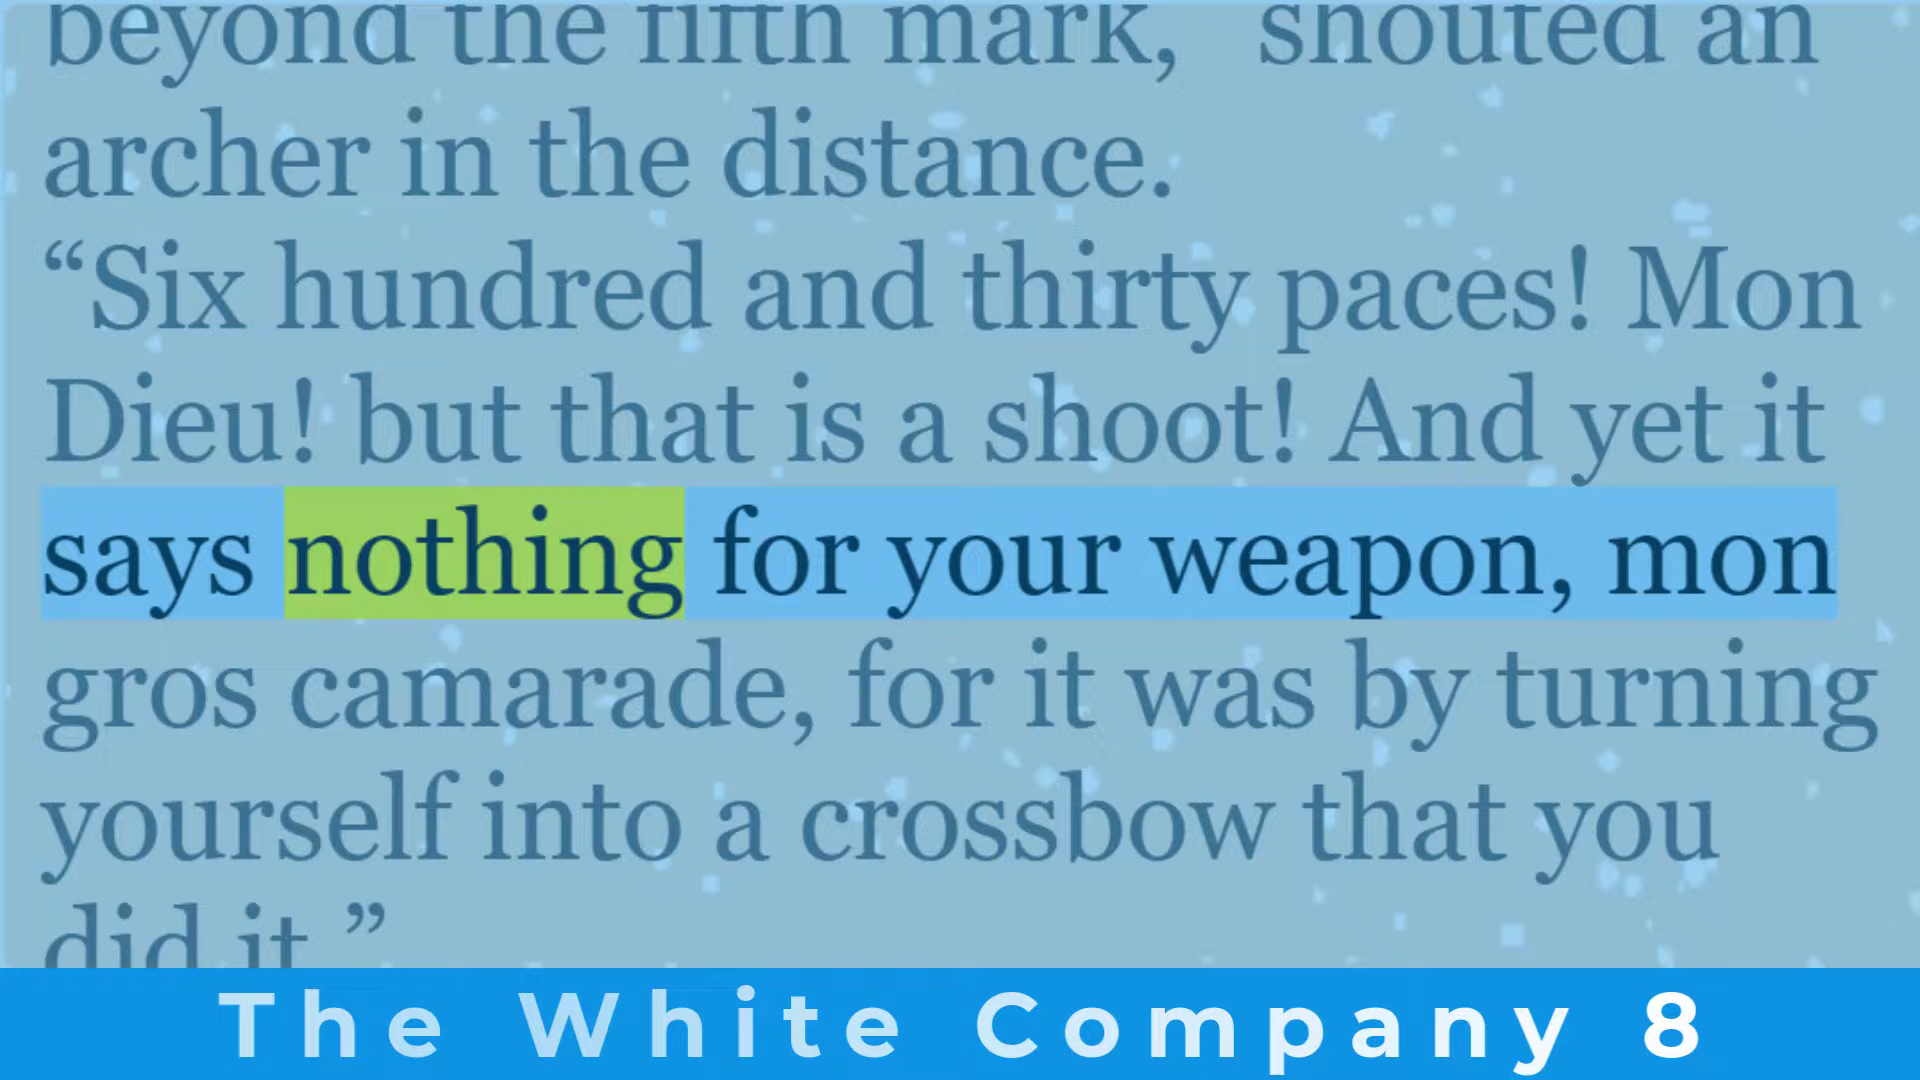 beyond the fifth mark,” shouted an
archer in the distance.
“Six hundred and thirty paces! Mon
Dieu! but that is a shoot! And yet it
says nothing for your weapon, mon
gros camarade, for it was by turning
yourself into a crossbow that you
did it.”
The White Company 8